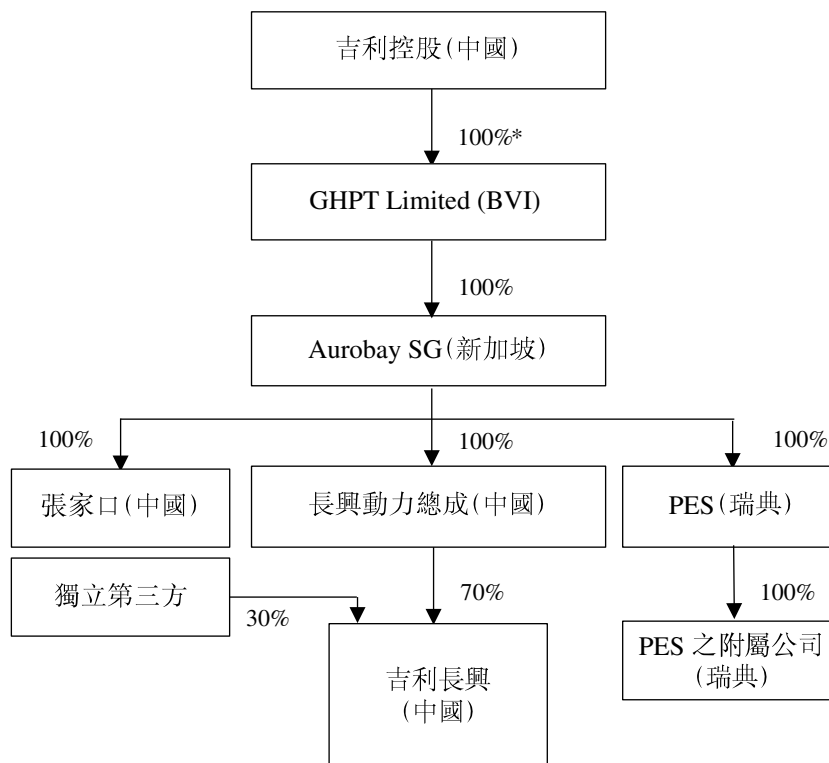 吉利控股(中國)
100%*
GHPT Limited (BVI)
100%
Aurobay SG(新加坡)
100%
100%
100%
張家口(中國)
長興動力總成(中國)
PES(瑞典)
獨立第三方
30%
70%
100%
吉利長興
(中國)
PES 之附屬公司
(瑞典)